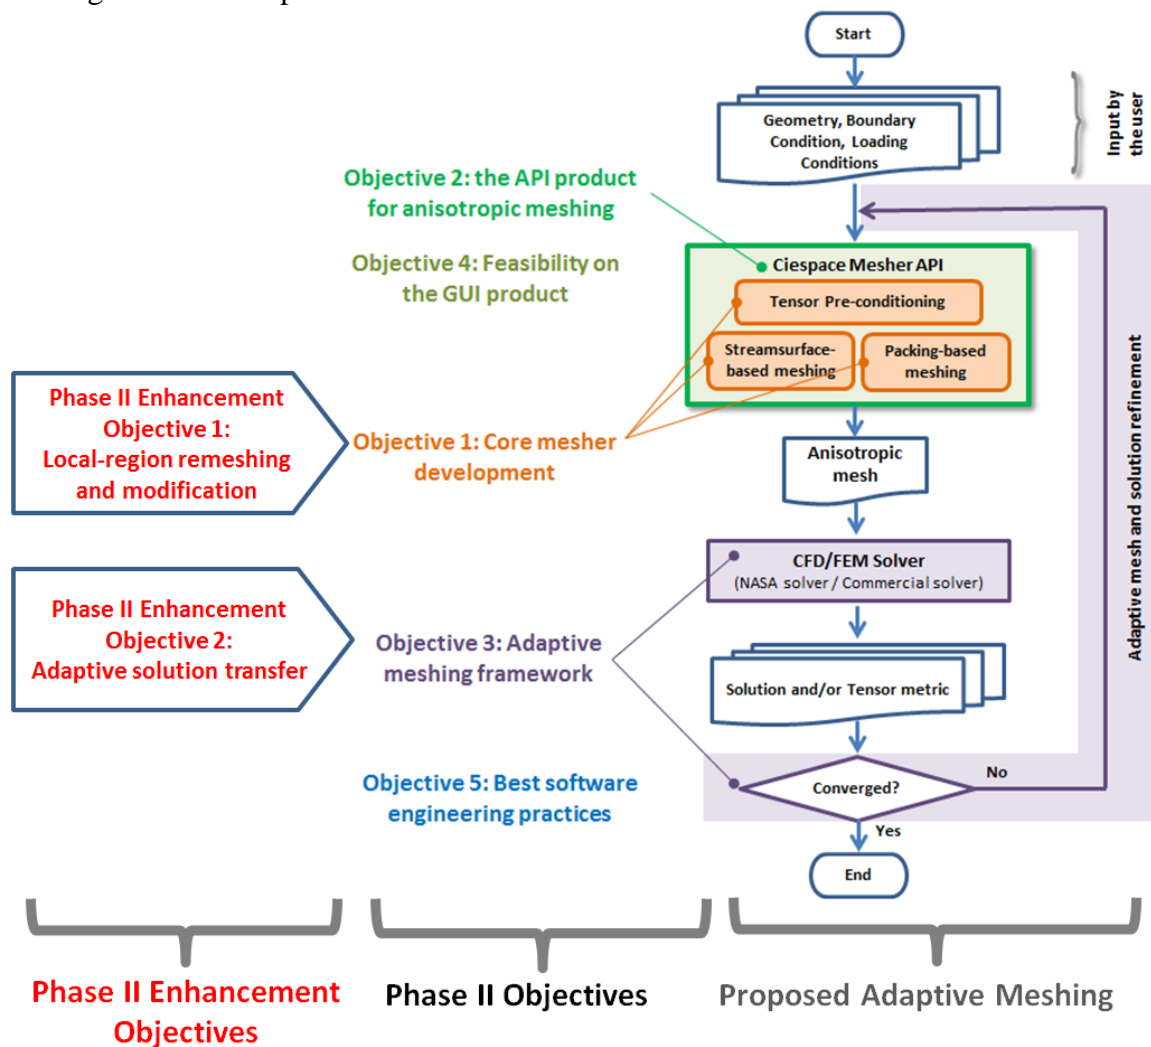 Start
Geometry, Boundary
Condition, Loading
Conditions
Input by
the user
Objective 2: the API product
for anisotropic meshing
Objective 4: Feasibility on
the GUI product
Ciespace Mesher API
Tensor Pre-conditioning
Streamsurface-
based meshing
Packing-based
meshing
Phase II Enhancement
Objective 1:
Local-region remeshing
and modification
Objective 1: Core mesher
development
Anisotropic
mesh
Adaptive mesh and solution refinement
CFD/FEM Solver
(NASA solver / Commercial solver)
Phase II Enhancement
Objective 2:
Adaptive solution transfer
Objective 3: Adaptive
meshing framework
Solution and/or Tensor metric
Objective 5: Best software
engineering practices
Converged?
No
Yes
End
Phase II Enhancement
Objectives
Phase II Objectives
Proposed Adaptive Meshing